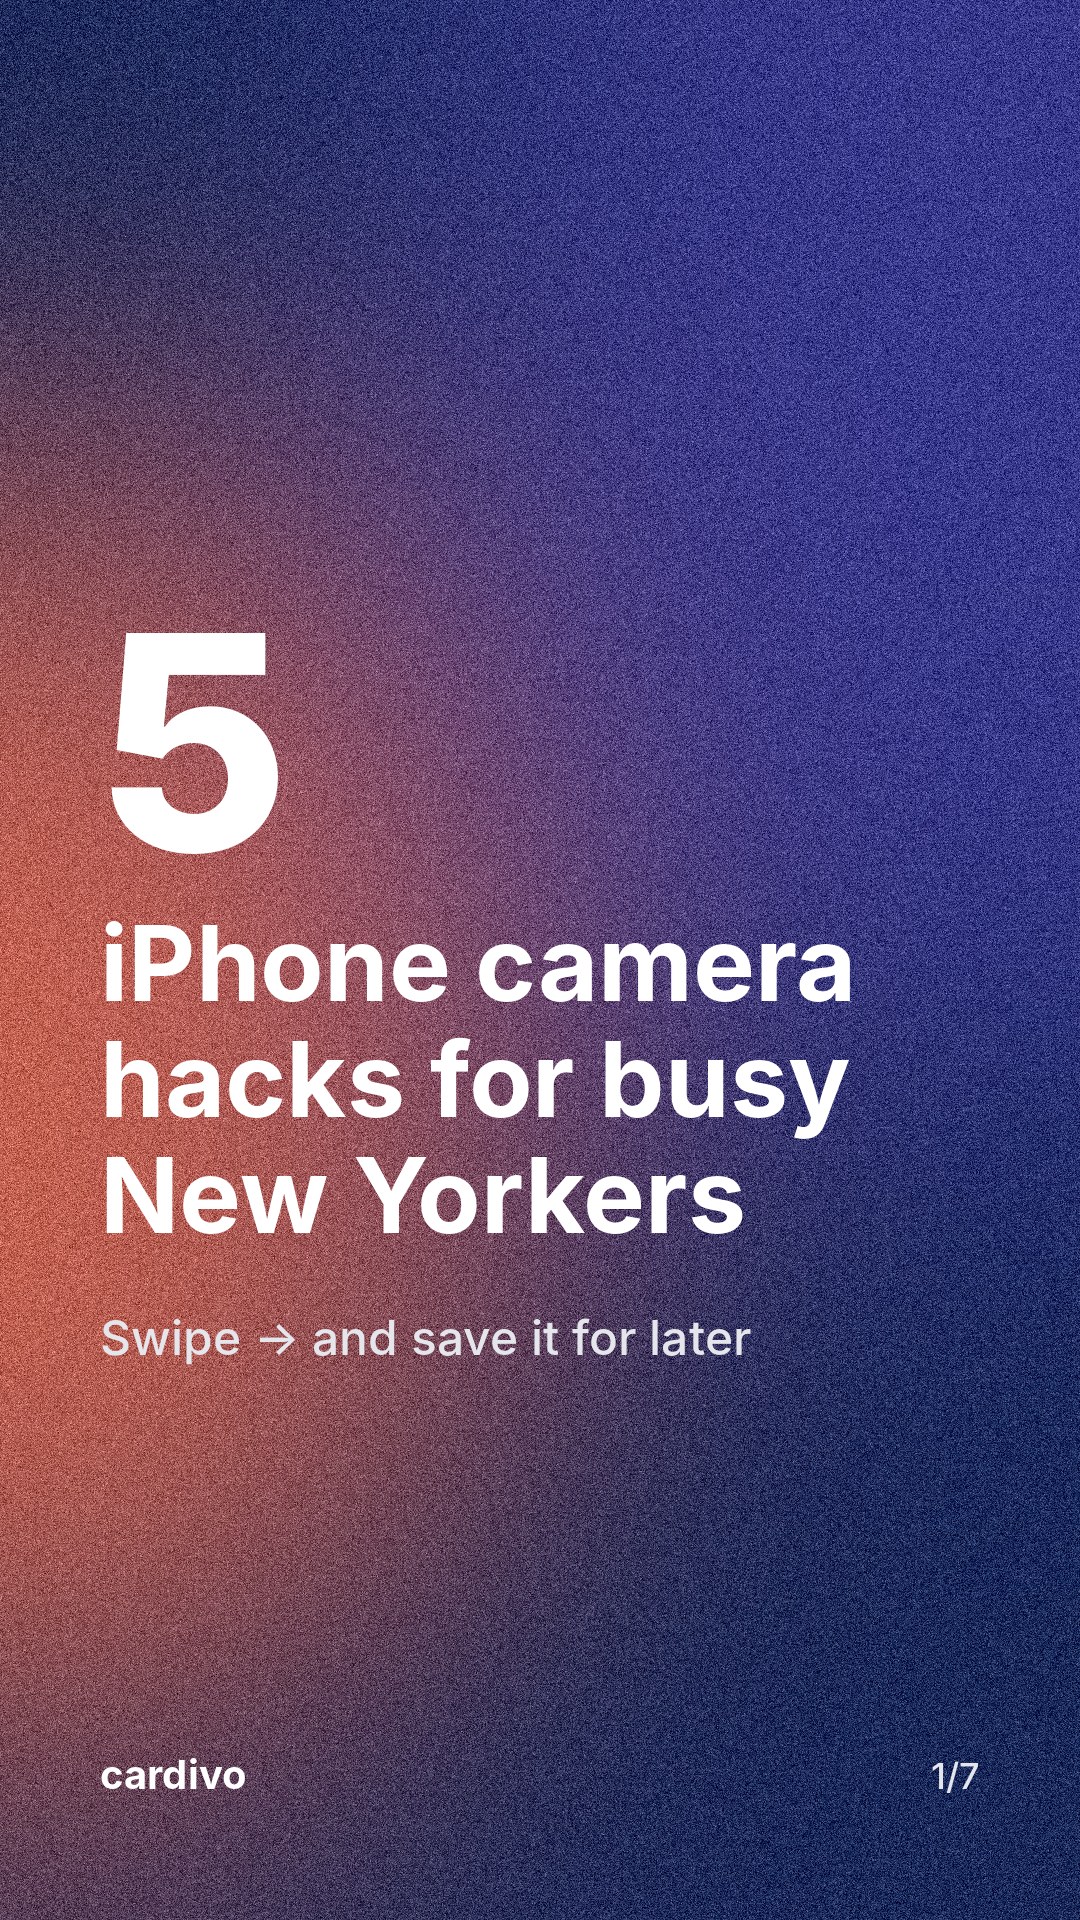 5
iPhone camera
hacks for busy
New Yorkers
Swipe → and save it for later
cardivo
1/7